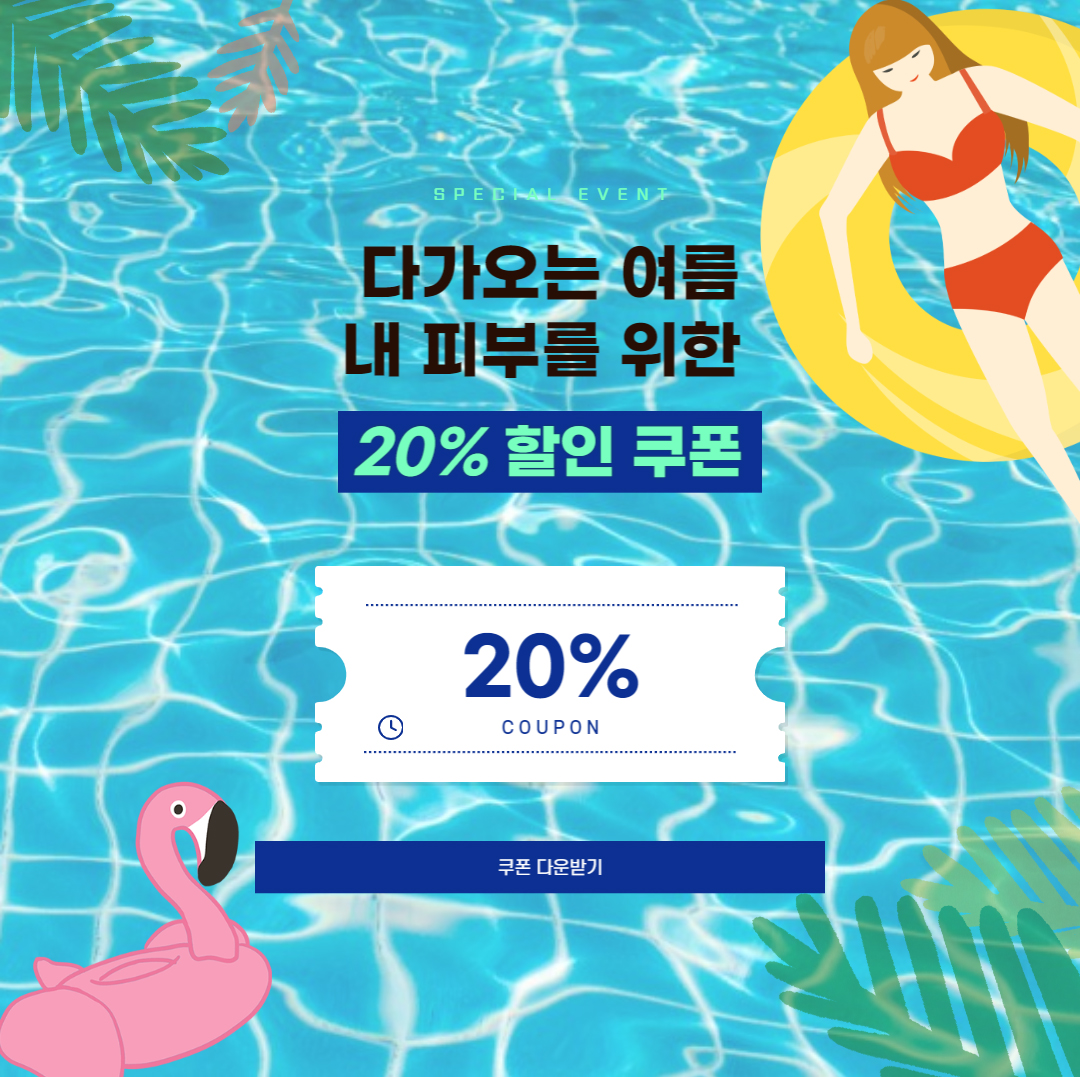 SPECIAL EVENT
다가오는 여름
내 피부를 위한
20% 할인 쿠폰
20%
COUPON
쿠폰 다운받기